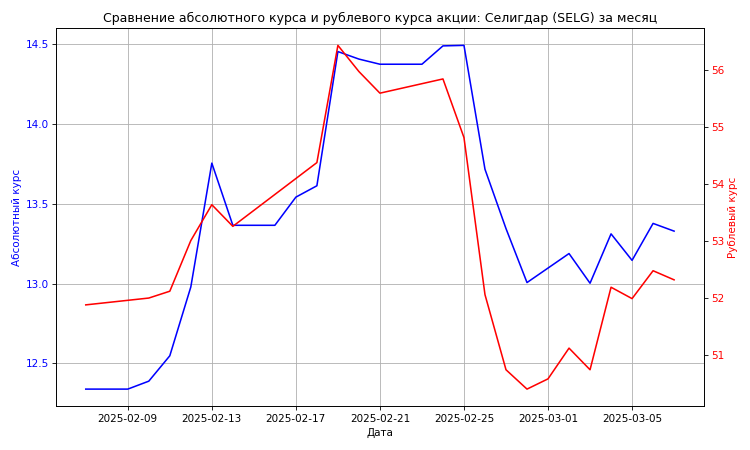 Сравнение абсолютного курса и рублевого курса акции: Селигдар (SELG) за месяц
Абсолютный курс
14.5
14.0
13.5
13.0
12.5
56
55
54
53
52
51
Рублевый курс
2025-02-09 2025-02-13 2025-02-17 2025-02-21 2025-02-25 2025-03-01 2025-03-05
Дата